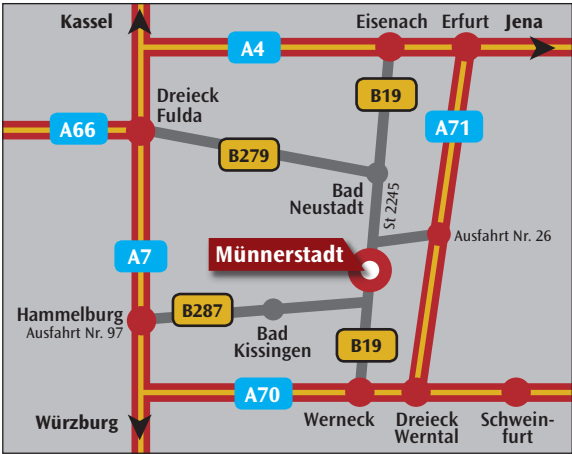 Kassel
Eisenach
Erfurt
Jena
A4
B19
Dreieck
Fulda
A66
A71
B279
Bad
Neustadt
St 2245
Ausfahrt Nr. 26
A7
Münnerstadt
Hammelburg
Ausfahrt Nr. 97
B287
Bad
Kissingen
B19
A70
Würzburg
Werneck
Dreieck
Werntal
Schwein-
furt